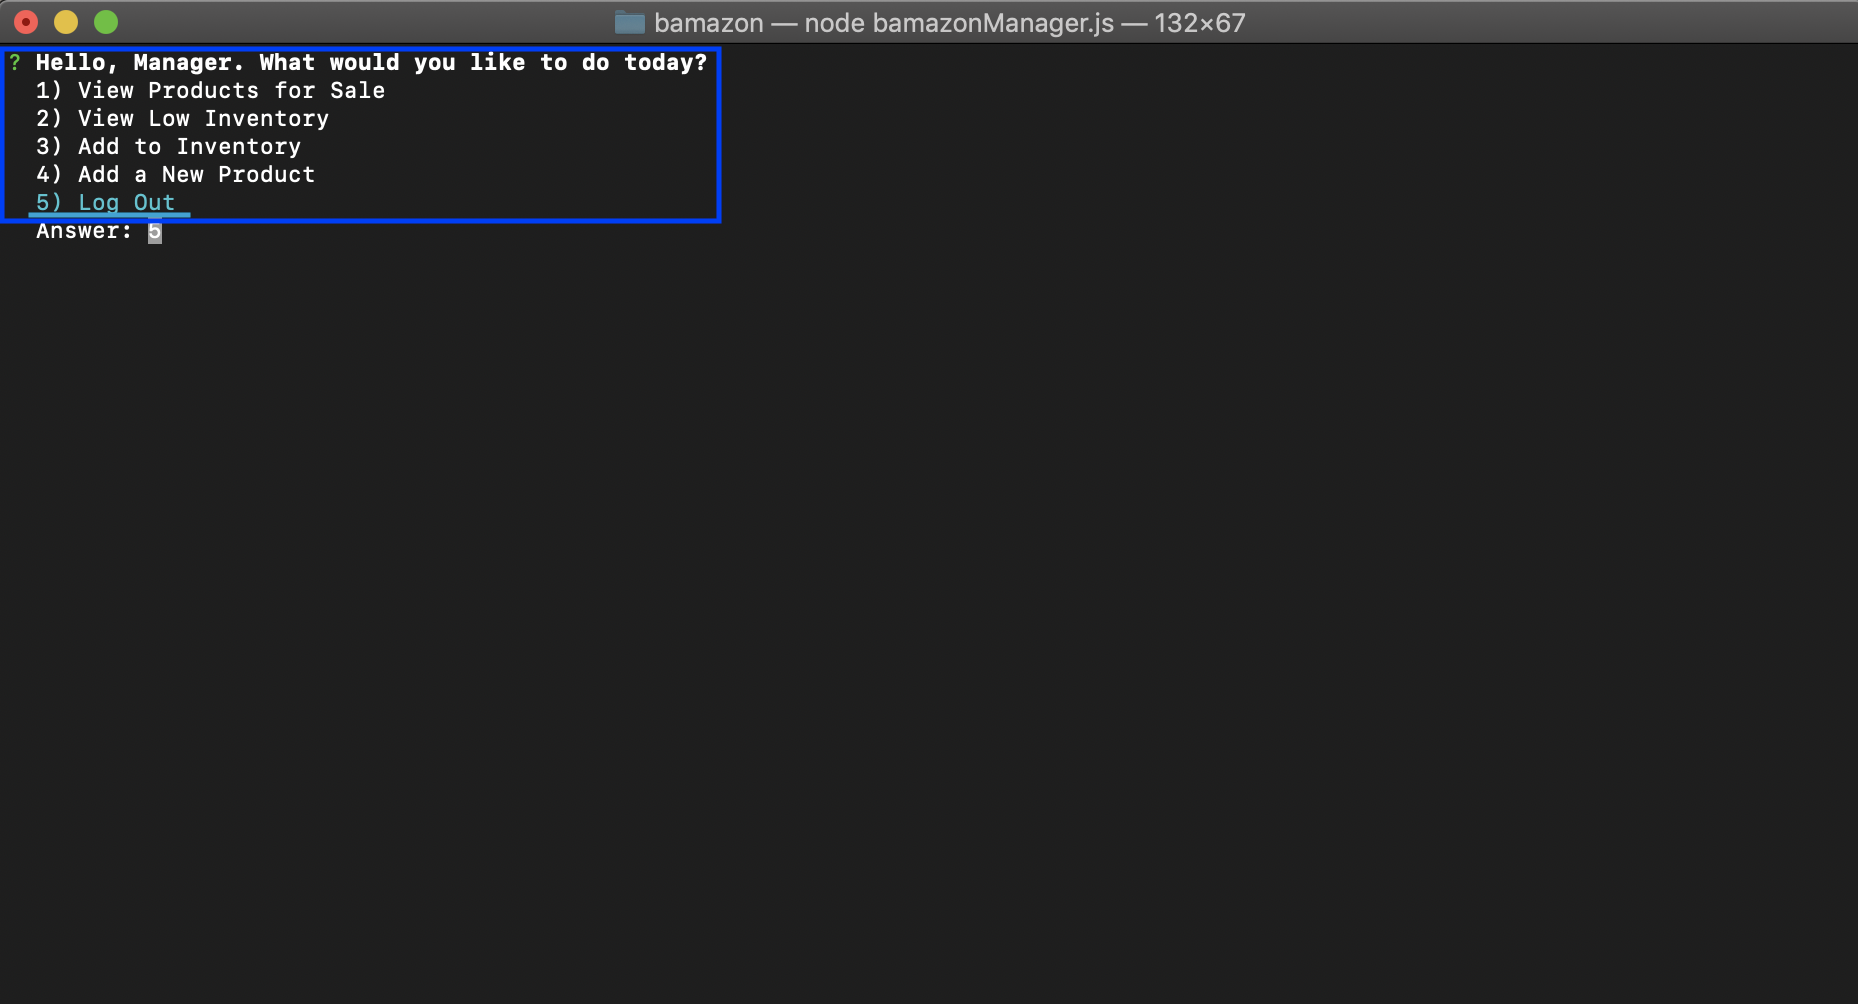 bamazon — node bamazonManager.js — 132×67
? Hello, Manager. What would you like to do today?
1) View Products for Sale
2) View Low Inventory
3) Add to Inventory
4) Add a New Product
5) Log Out
Answer: 5